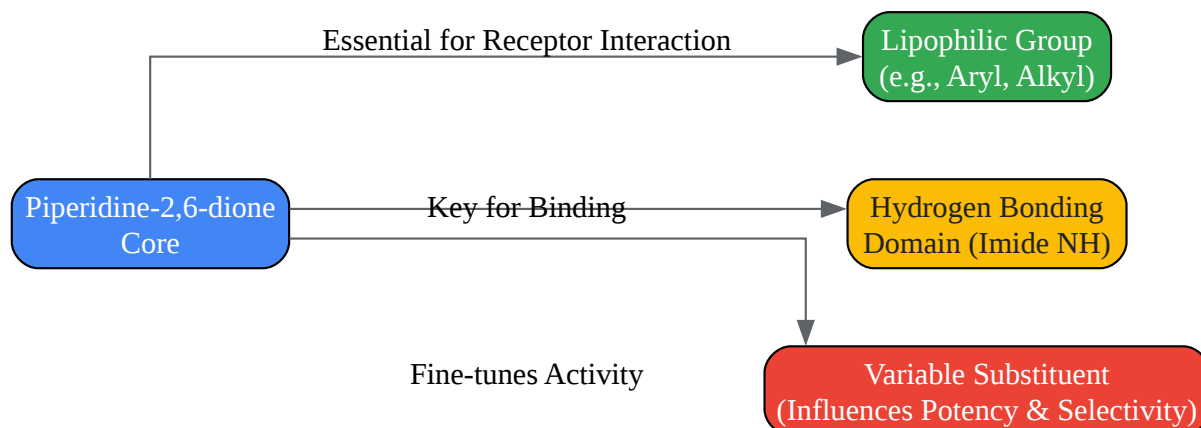 Essential for Receptor Interaction
Lipophilic Group
(e.g., Aryl, Alkyl)
Piperidine-2,6-dione
Core
Key for Binding
Hydrogen Bonding
Domain (Imide NH)
Fine-tunes Activity
Variable Substituent
(Influences Potency & Selectivity)